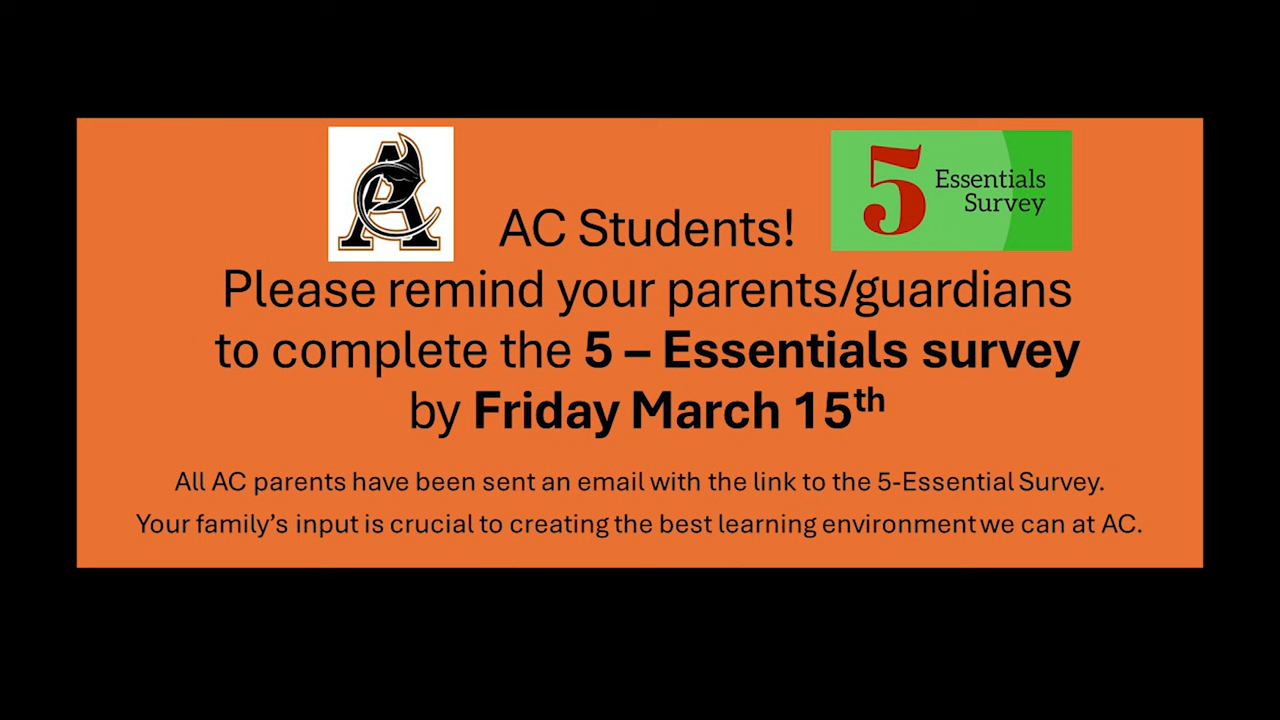 AC
5 Essentials
Survey
AC Students!
Please remind your parents/guardians
to complete the 5 – Essentials survey
by Friday March 15th
All AC parents have been sent an email with the link to the 5-Essential Survey.
Your family’s input is crucial to creating the best learning environment we can at AC.